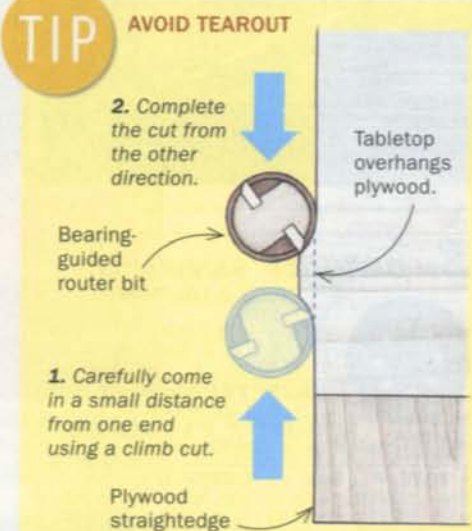 TIP
AVOID TEAROUT
2. Complete
the cut from
the other
direction.
Tabletop
overhangs
plywood.
Bearing-
guided
router bit
1. Carefully come
in a small distance
from one end
using a climb cut.
Plywood
straightedge